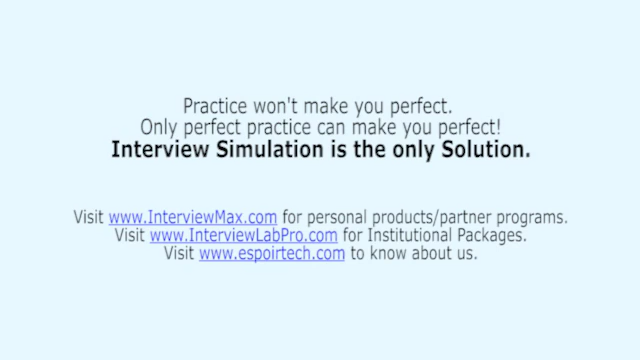 Practice won't make you perfect.
Only perfect practice can make you perfect!
Interview Simulation is the only Solution.
Visit www.InterviewMax.com for personal products/partner programs.
Visit www.InterviewLabPro.com for Institutional Packages.
Visit www.espoirtech.com to know about us.